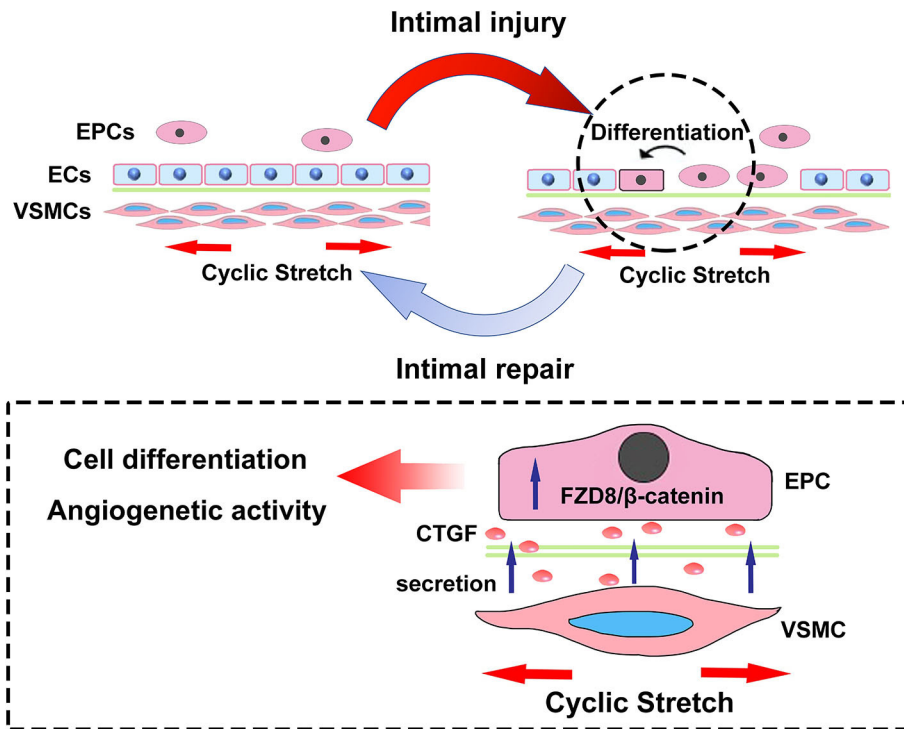 Intimal injury
EPCs
ECs
VSMCs
Cyclic Stretch
Differentiation
Cyclic Stretch
Intimal repair
Cell differentiation
Angiogenetic activity
FZD8/β-catenin
EPC
CTGF
secretion
VSMC
Cyclic Stretch